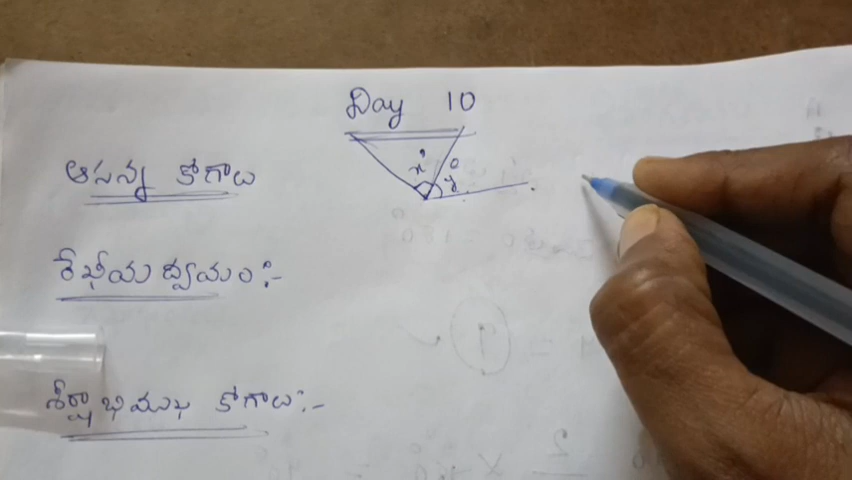 Day 10
x° y°
ఆసన్న కోణాలు
రేఖీయ ద్వయం:-
శీర్షాభిముఖ కోణాలు:-